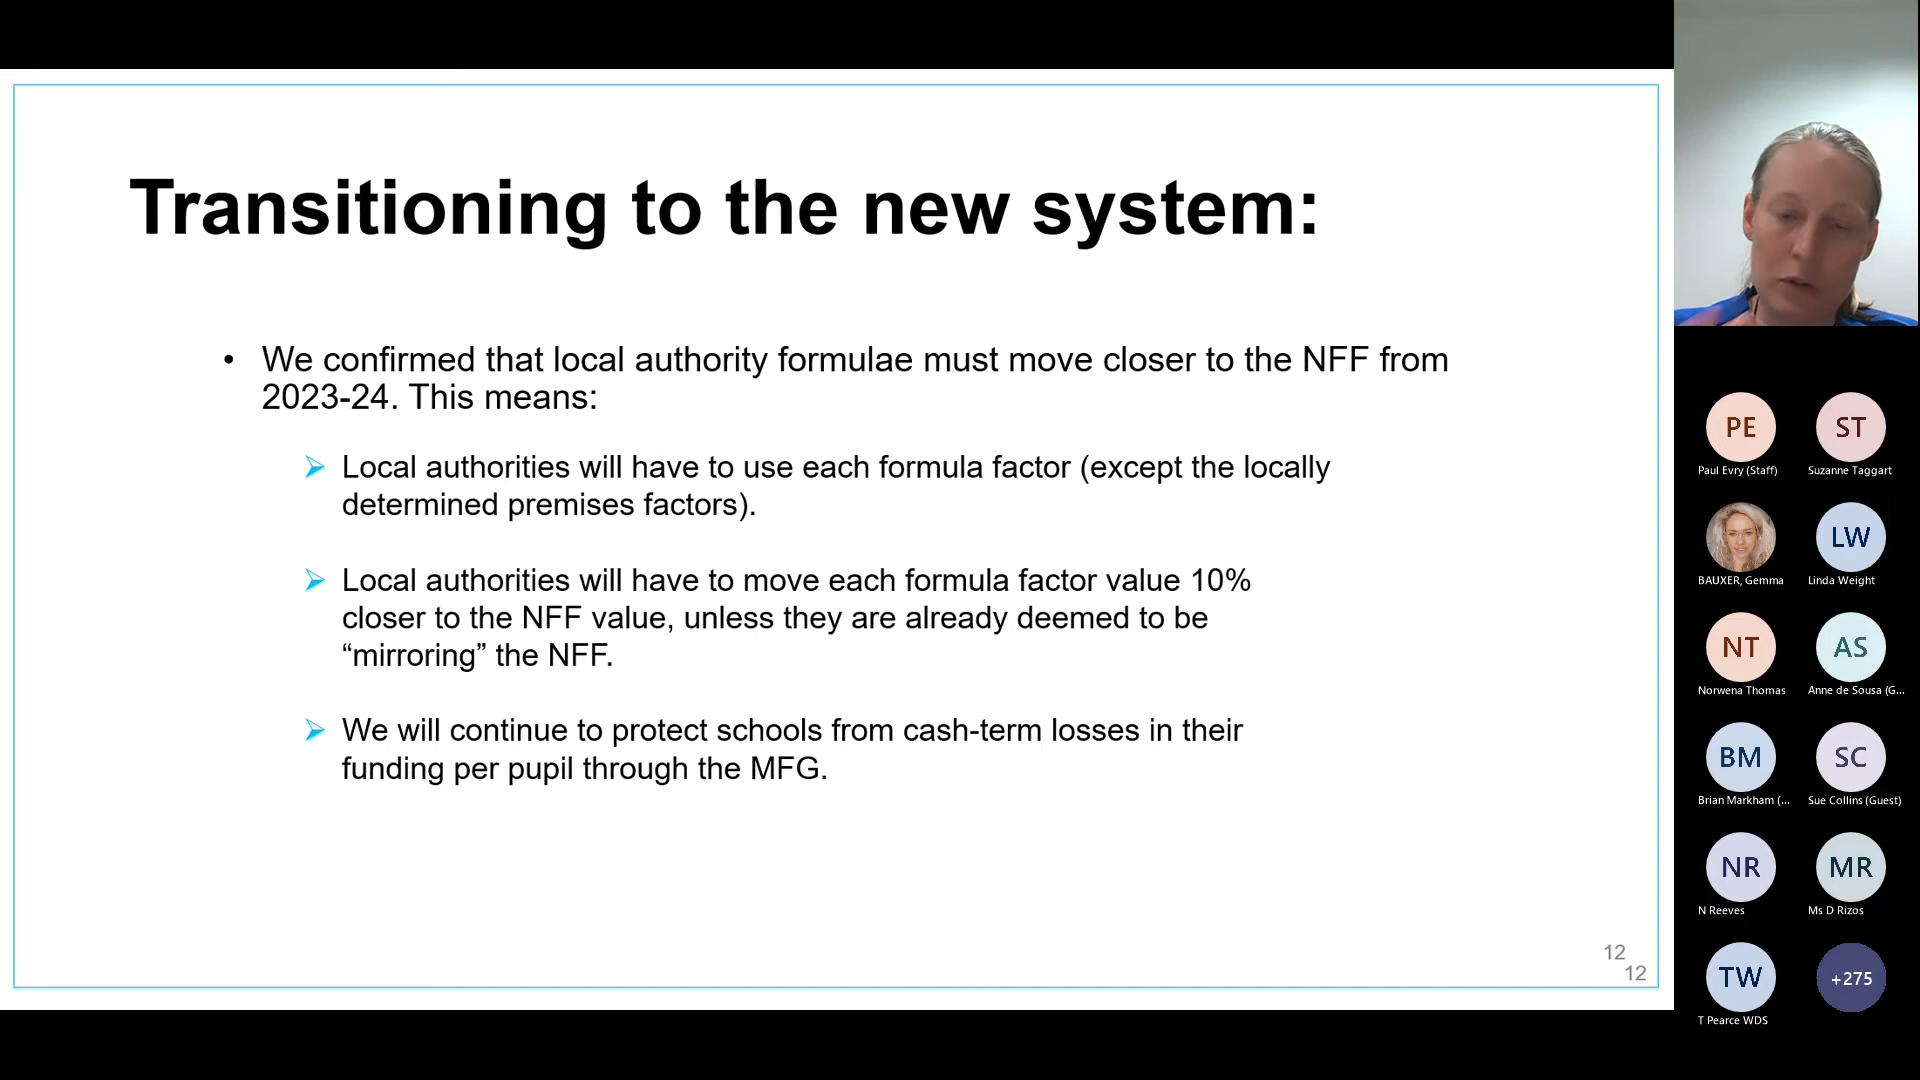 Transitioning to the new system:
• We confirmed that local authority formulae must move closer to the NFF from
2023-24. This means:
Local authorities will have to use each formula factor (except the locally
determined premises factors).
Local authorities will have to move each formula factor value 10%
closer to the NFF value, unless they are already deemed to be
“mirroring” the NFF.
We will continue to protect schools from cash-term losses in their
funding per pupil through the MFG.
12
12
PE
ST
Paul Evry (Staff)
Suzanne Taggart
LW
BAUXER, Gemma
Linda Weight
NT
AS
Norwena Thomas
Anne de Sousa (G...
BM
SC
Brian Markham (...
Sue Collins (Guest)
NR
MR
N Reeves
Ms D Rizos
TW
+275
T Pearce WDS